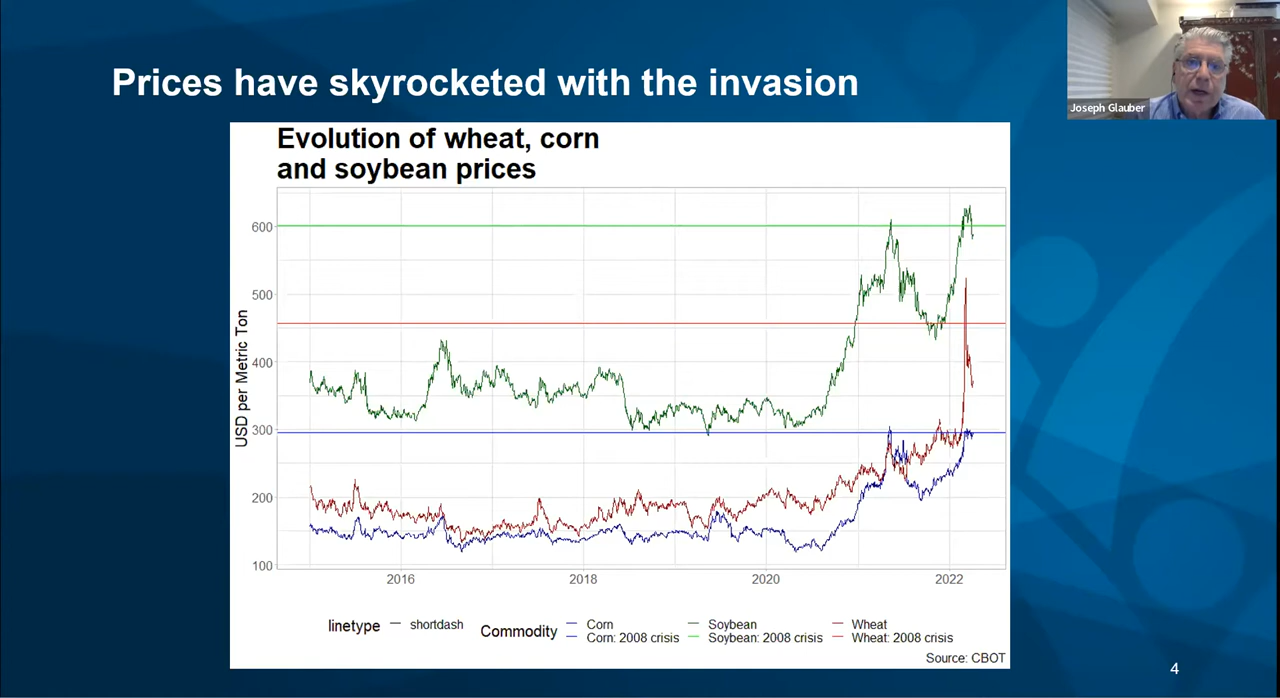 Prices have skyrocketed with the invasion
Joseph Glauber
Evolution of wheat, corn
and soybean prices
USD per Metric Ton
600
500
400
300
200
100
2016
2018
2020
2022
linetype
shortdash
Commodity
Corn
Corn: 2008 crisis
Soybean
Soybean: 2008 crisis
Wheat
Wheat: 2008 crisis
Source: CBOT
4